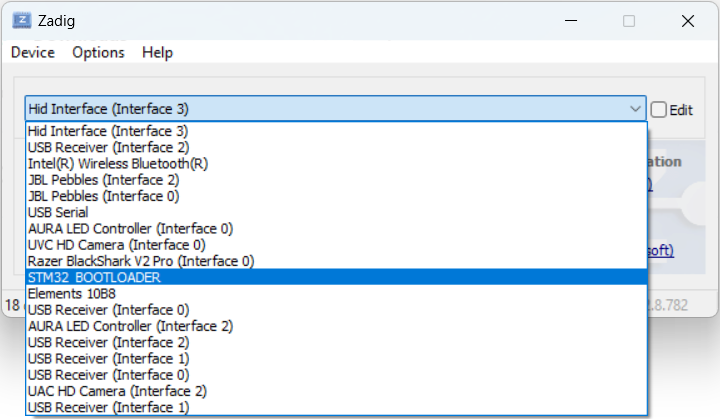 Zadig
Device Options Help
Hid Interface (Interface 3) Edit
Hid Interface (Interface 3)
USB Receiver (Interface 2)
Intel(R) Wireless Bluetooth(R)
JBL Pebbles (Interface 2)
JBL Pebbles (Interface 0)
USB Serial
AURA LED Controller (Interface 0)
UVC HD Camera (Interface 0)
Razer BlackShark V2 Pro (Interface 0)
STM32 BOOTLOADER
Elements 10B8
USB Receiver (Interface 0)
AURA LED Controller (Interface 2)
USB Receiver (Interface 2)
USB Receiver (Interface 1)
USB Receiver (Interface 0)
UAC HD Camera (Interface 2)
USB Receiver (Interface 1)
ation
)
soft)
18
2.8.782